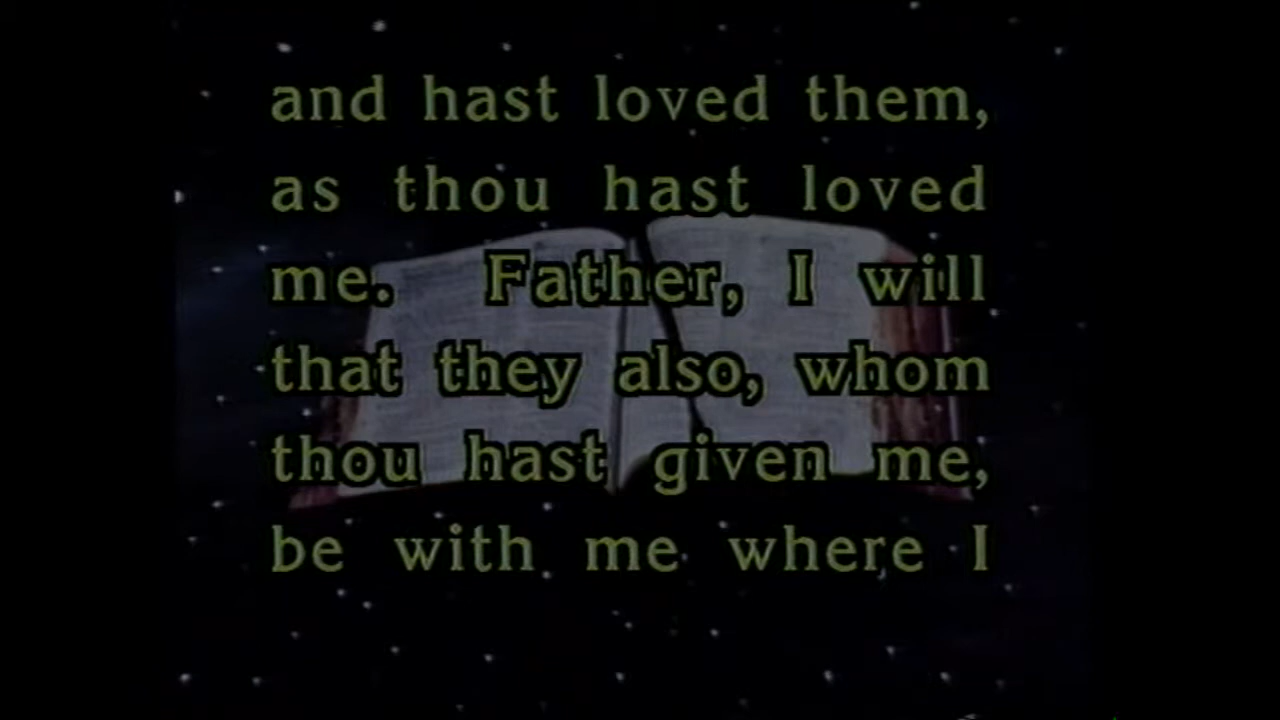 and hast loved them,
as thou hast loved
me. Father, I will
that they also, whom
thou hast given me,
be with me where I